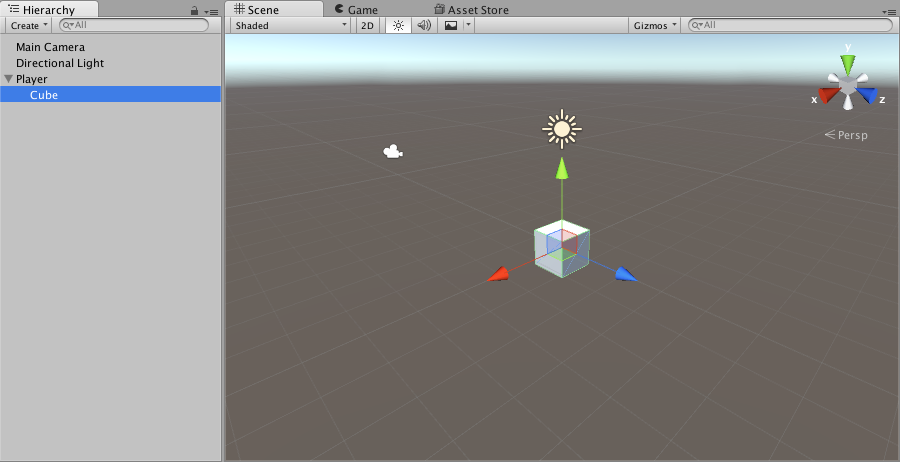 Hierarchy
Create All
Main Camera
Directional Light
Player
Cube
Scene Game Asset Store
Shaded 2D Gizmos All
y
x z
Persp